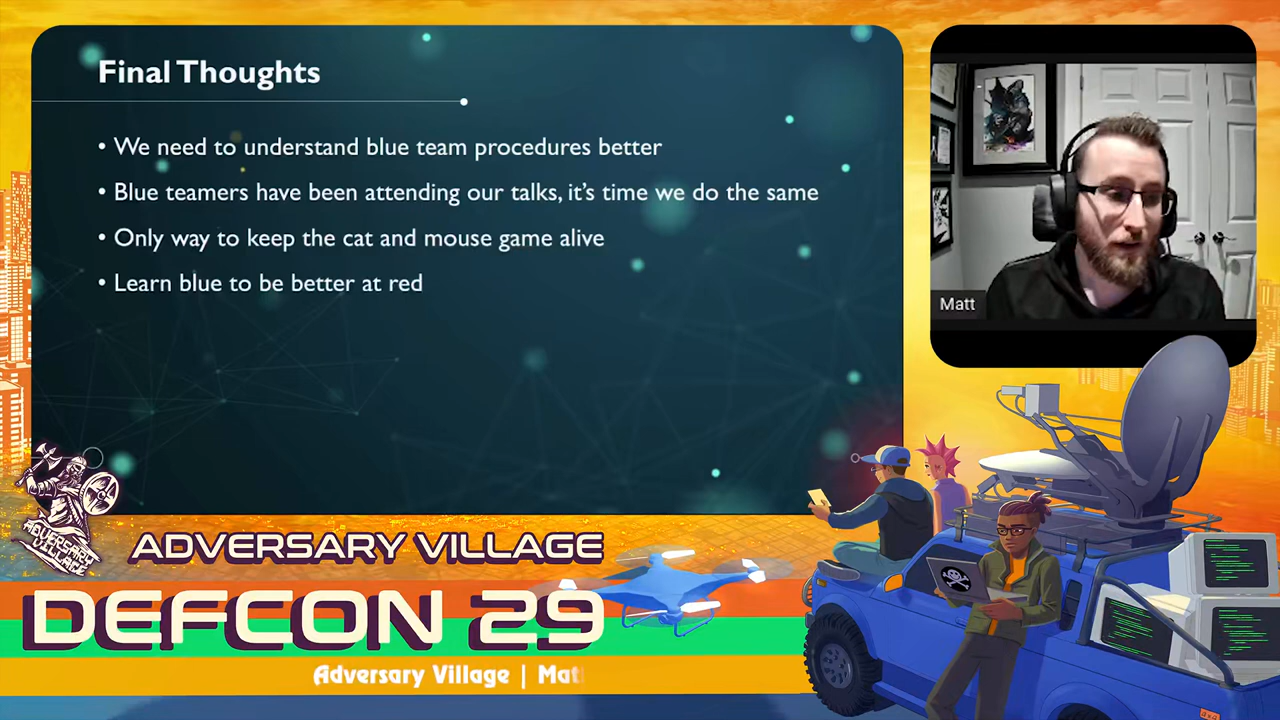 Final Thoughts
• We need to understand blue team procedures better
• Blue teamers have been attending our talks, it's time we do the same
• Only way to keep the cat and mouse game alive
• Learn blue to be better at red
Matt
ADVERSARY VILLAGE
ADVERSARY VILLAGE
DEFCON 29
Adversary Village | Mat